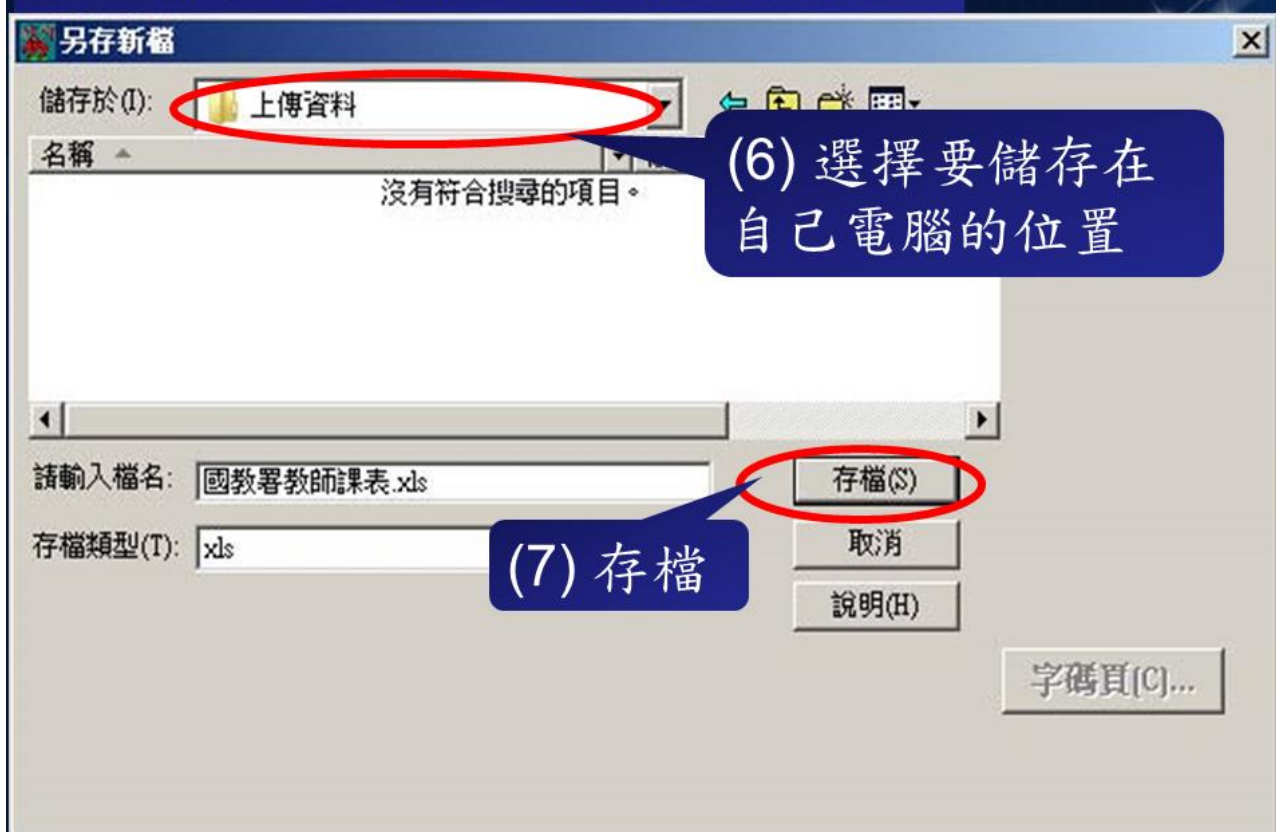 另存新檔
儲存於(I):
上傳資料
名稱
沒有符合搜尋的項目。
(6) 選擇要儲存在
自己電腦的位置
請輸入檔名:
國教署教師課表.xls
存檔(S)
存檔類型(T):
xls
(7) 存檔
取消
說明(H)
字碼頁(C)...